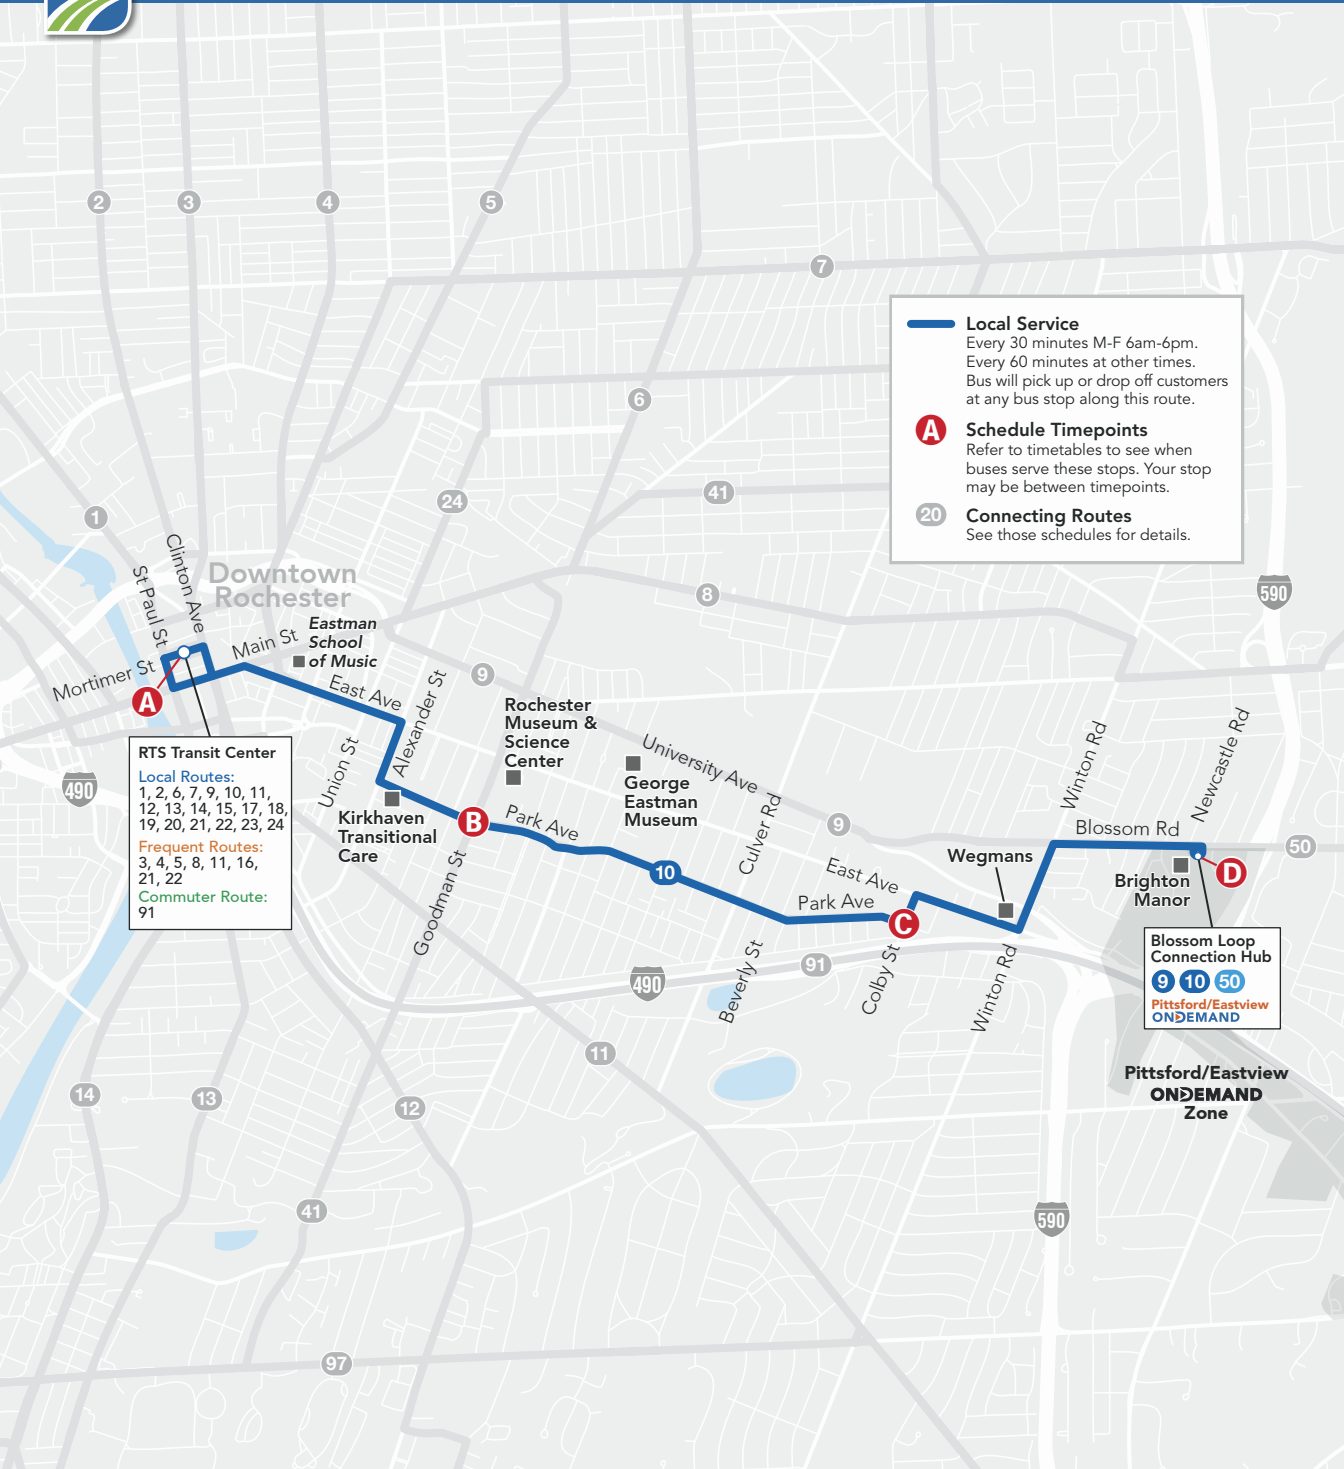 2
3
4
5
7
Local Service
Every 30 minutes M-F 6am-6pm.
Every 60 minutes at other times.
Bus will pick up or drop off customers
at any bus stop along this route.
A
Schedule Timepoints
Refer to timetables to see when
buses serve these stops. Your stop
may be between timepoints.
20
Connecting Routes
See those schedules for details.
6
24
41
1
8
590
Clinton Ave
St Paul St
Downtown
Rochester
Eastman
School
of Music
Main St
Mortimer St
A
East Ave
Alexander St
9
Rochester
Museum &
Science
Center
University Ave
George
Eastman
Museum
Union St
490
RTS Transit Center
Local Routes:
1, 2, 6, 7, 9, 10, 11,
12, 13, 14, 15, 17, 18,
19, 20, 21, 22, 23, 24
Frequent Routes:
3, 4, 5, 8, 11, 16,
21, 22
Commuter Route:
91
Kirkhaven
Transitional
Care
B
Park Ave
Goodman St
10
Culver Rd
9
Winton Rd
Newcastle Rd
Blossom Rd
50
Wegmans
East Ave
Park Ave
C
Brighton
Manor
D
Beverly St
91
Colby St
Winton Rd
490
Blossom Loop
Connection Hub
9 10 50
Pittsford/Eastview
ONDEMAND
Pittsford/Eastview
ONDEMAND
Zone
11
14
13
12
41
590
97